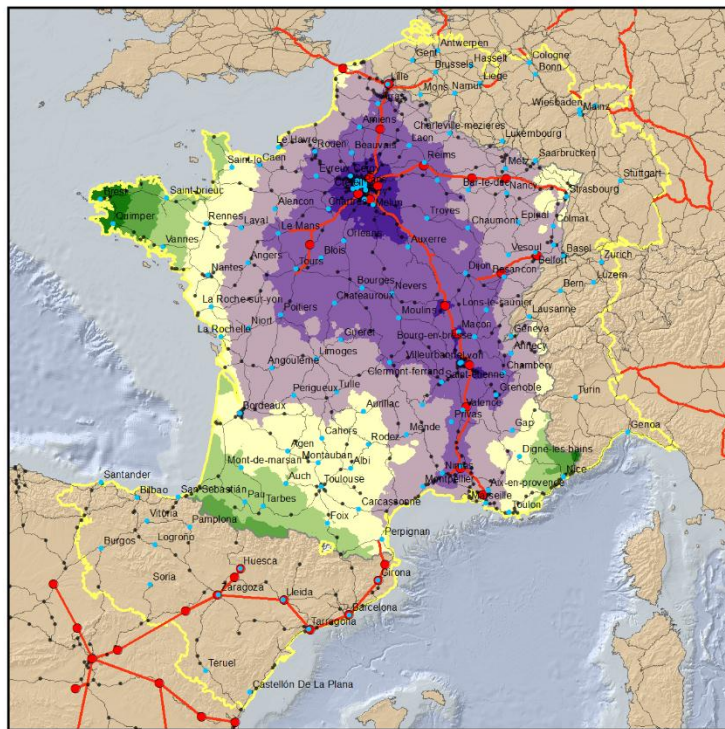 Antwerpen
Gent
Hasselt
Cologne
Brussels
Bonn
Lille
Liege
Mons
Namur
Wiesbaden
Mainz
Amiens
Charleville-mezieres
Luxembourg
Laon
Le Havre
Rouen
Beauvais
Saarbrucken
Caen
Saint-lo
Reims
Metz
Evreux
Stuttgart
Bar-le-duc
Nancy
Strasbourg
Brest
Saint-brieuc
Alencon
Chartres
Melun
Quimper
Rennes
Laval
Troyes
Chaumont
Epinal
Colmar
Le Mans
Orleans
Vannes
Auxerre
Vesoul
Basel
Angers
Blois
Belfort
Zurich
Nantes
Tours
Dijon
Besancon
Luzern
Bourges
Nevers
Bern
La Roche-sur-yon
Poitiers
Chateauroux
Lons-le-saunier
Niort
Moulins
Lausanne
La Rochelle
Gueret
Bourg-en-bresse
Macon
Geneva
Limoges
Annecy
Angouleme
Villeurbanne
Lyon
Clermont-ferrand
Saint-etienne
Chambery
Perigueux
Tulle
Grenoble
Turin
Bordeaux
Aurillac
Valence
Privas
Cahors
Rodez
Mende
Gap
Genoa
Agen
Mont-de-marsan
Montauban
Albi
Digne-les-bains
Nimes
Nice
Auch
Montpellier
Aix-en-provence
Santander
San Sebastián
Toulouse
Marseille
Bilbao
Pau
Tarbes
Carcassonne
Toulon
Vitoria
Pamplona
Foix
Burgos
Logroño
Perpignan
Huesca
Girona
Soria
Zaragoza
Lleida
Barcelona
Tarragona
Teruel
Castellón De La Plana